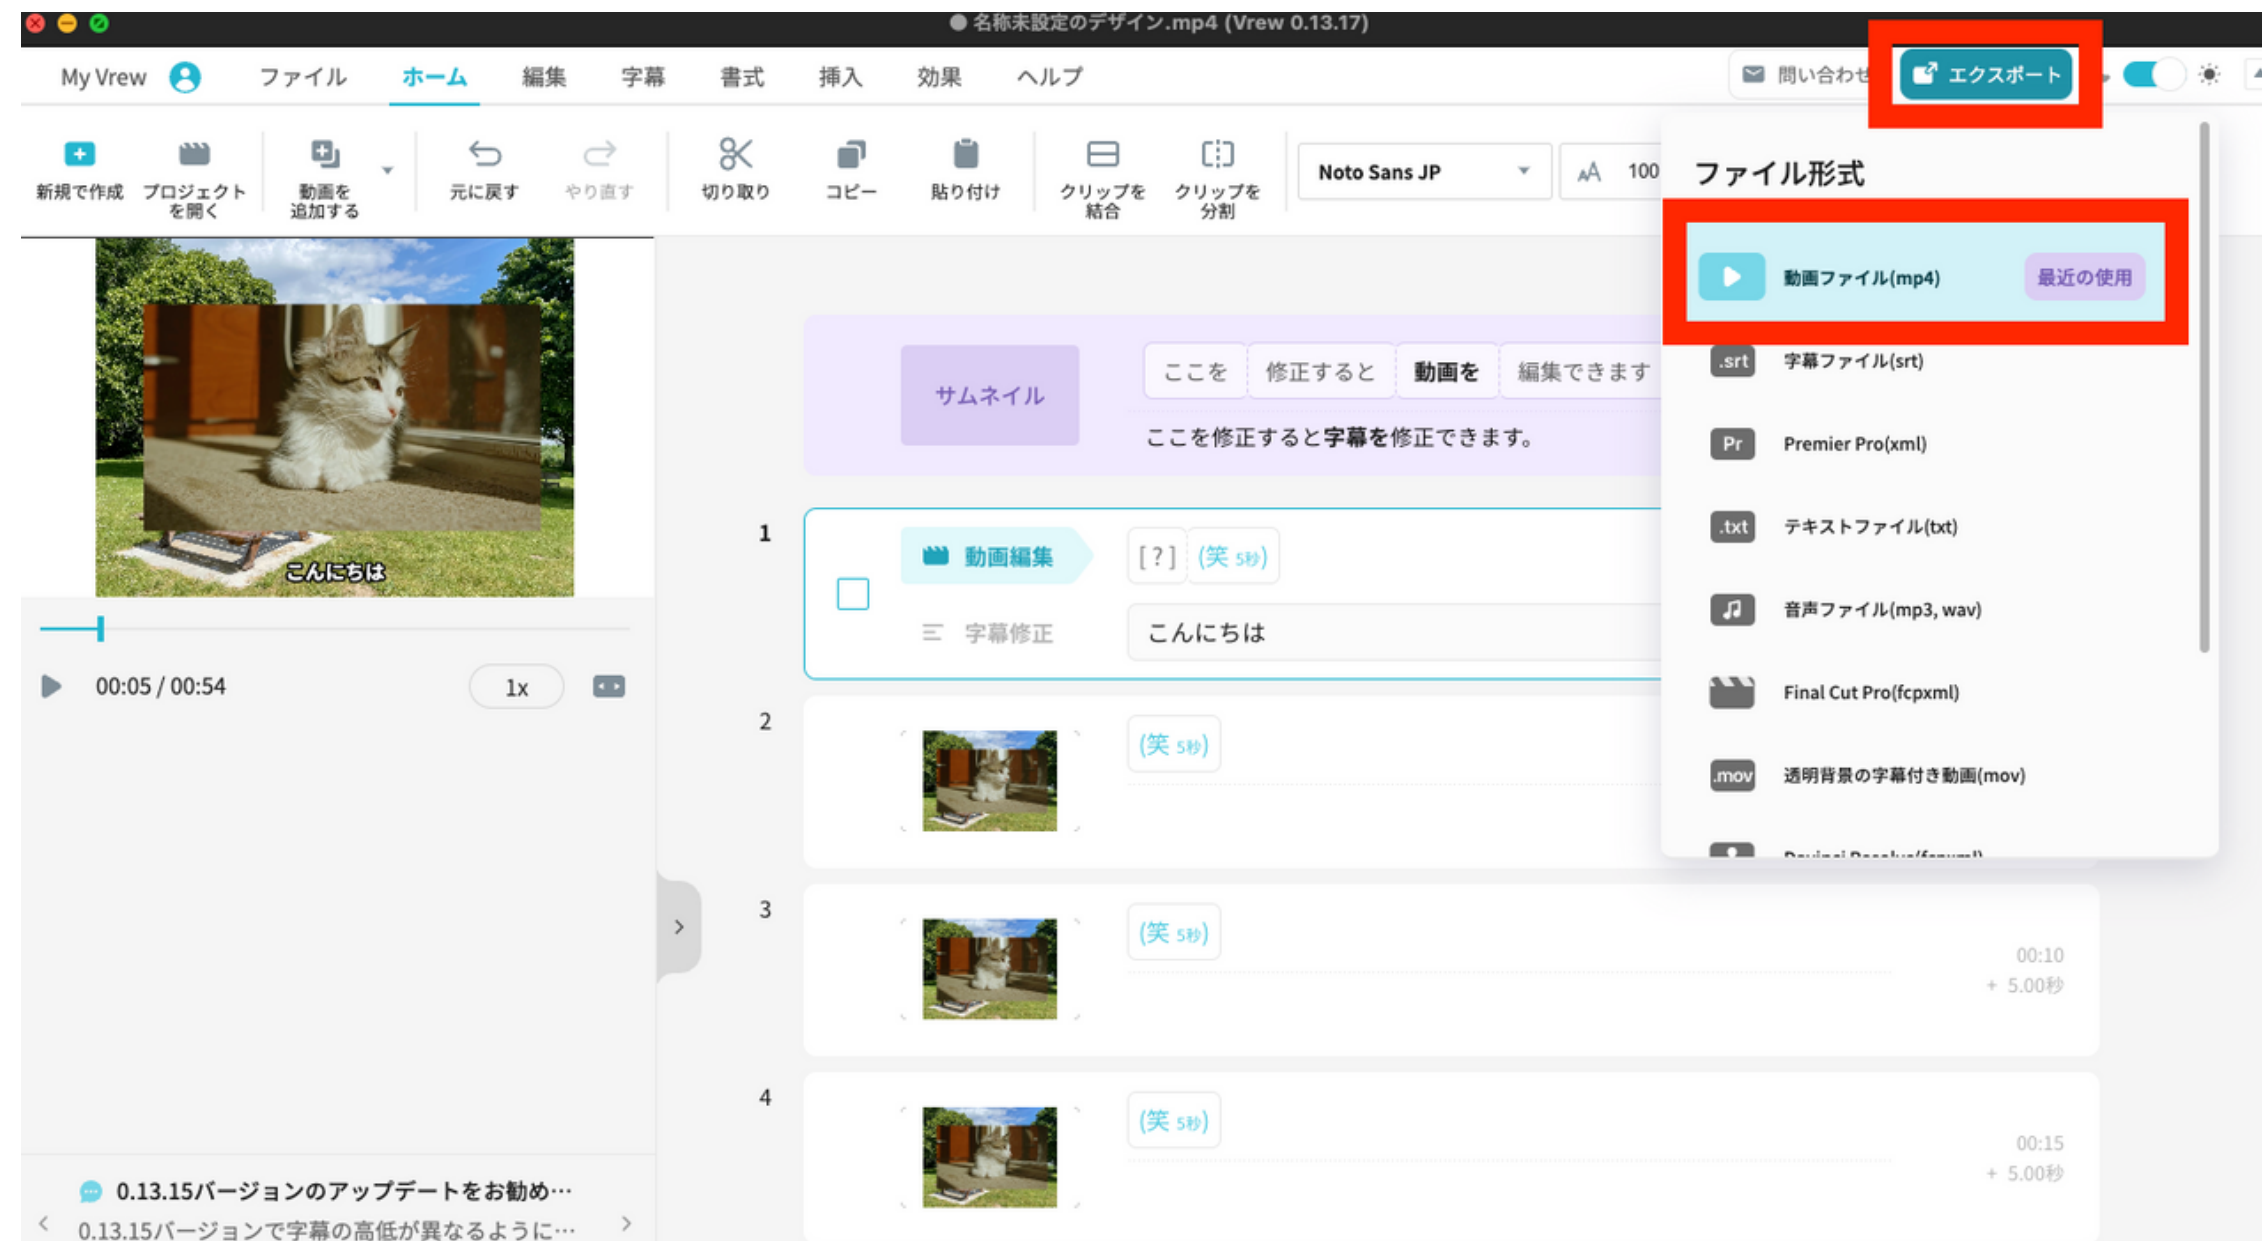 名称未設定のデザイン.mp4 (Vrew 0.13.17)
My Vrew ファイル ホーム 編集 字幕 書式 挿入 効果 ヘルプ
問い合わせ
エクスポート
新規で作成
プロジェクト
を開く
動画を
追加する
元に戻す
やり直す
切り取り
コピー
貼り付け
クリップを
結合
クリップを
分割
Noto Sans JP
100
ファイル形式
動画ファイル(mp4) 最近の使用
.srt 字幕ファイル(srt)
Pr Premier Pro(xml)
.txt テキストファイル(txt)
音声ファイル(mp3, wav)
Final Cut Pro(fcpxml)
.mov 透明背景の字幕付き動画(mov)
こんにちは
00:05 / 00:54
1x
サムネイル
ここを 修正すると 動画を 編集できます
ここを修正すると字幕を修正できます。
1
動画編集 [ ? ] (笑 5秒)
字幕修正 こんにちは
2
(笑 5秒)
3
(笑 5秒)
00:10
+ 5.00秒
4
(笑 5秒)
00:15
+ 5.00秒
0.13.15バージョンのアップデートをお勧め…
0.13.15バージョンで字幕の高低が異なるように…